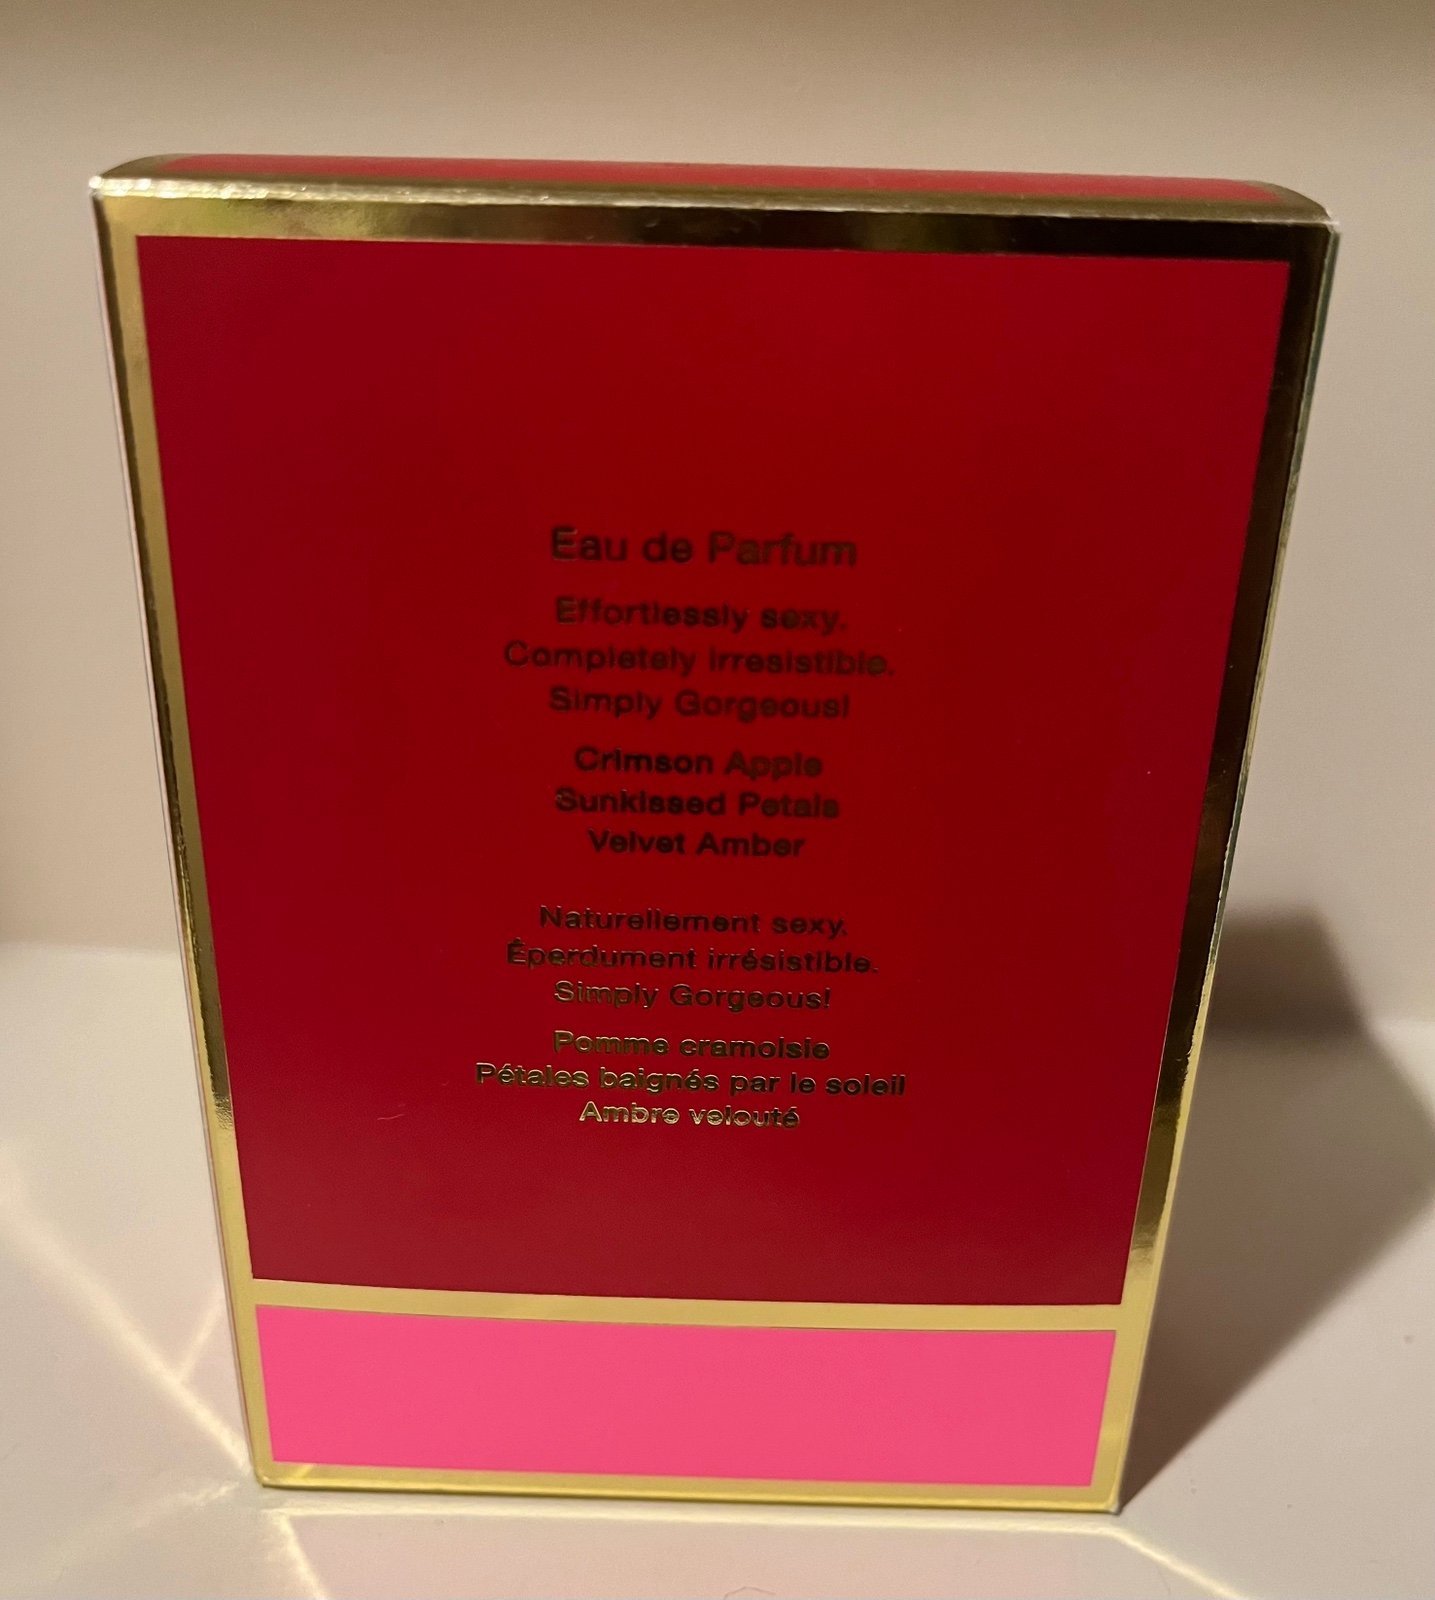 Eau de Parfum
Effortlessly sexy.
Completely irresistible.
Simply Gorgeous!
Crimson Apple
Sunkissed Petals
Velvet Amber
Naturellement sexy.
Éperdument irrésistible.
Simply Gorgeous!
Pomme cramoisie
Pétales baignés par le soleil
Ambre velouté